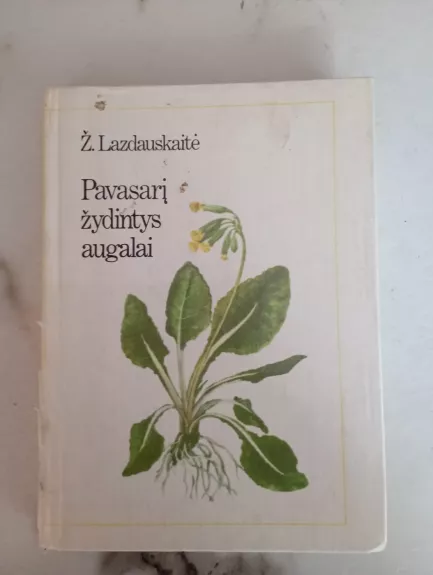 Ž. Lazdauskaitė
Pavasarį
žydintys
augalai